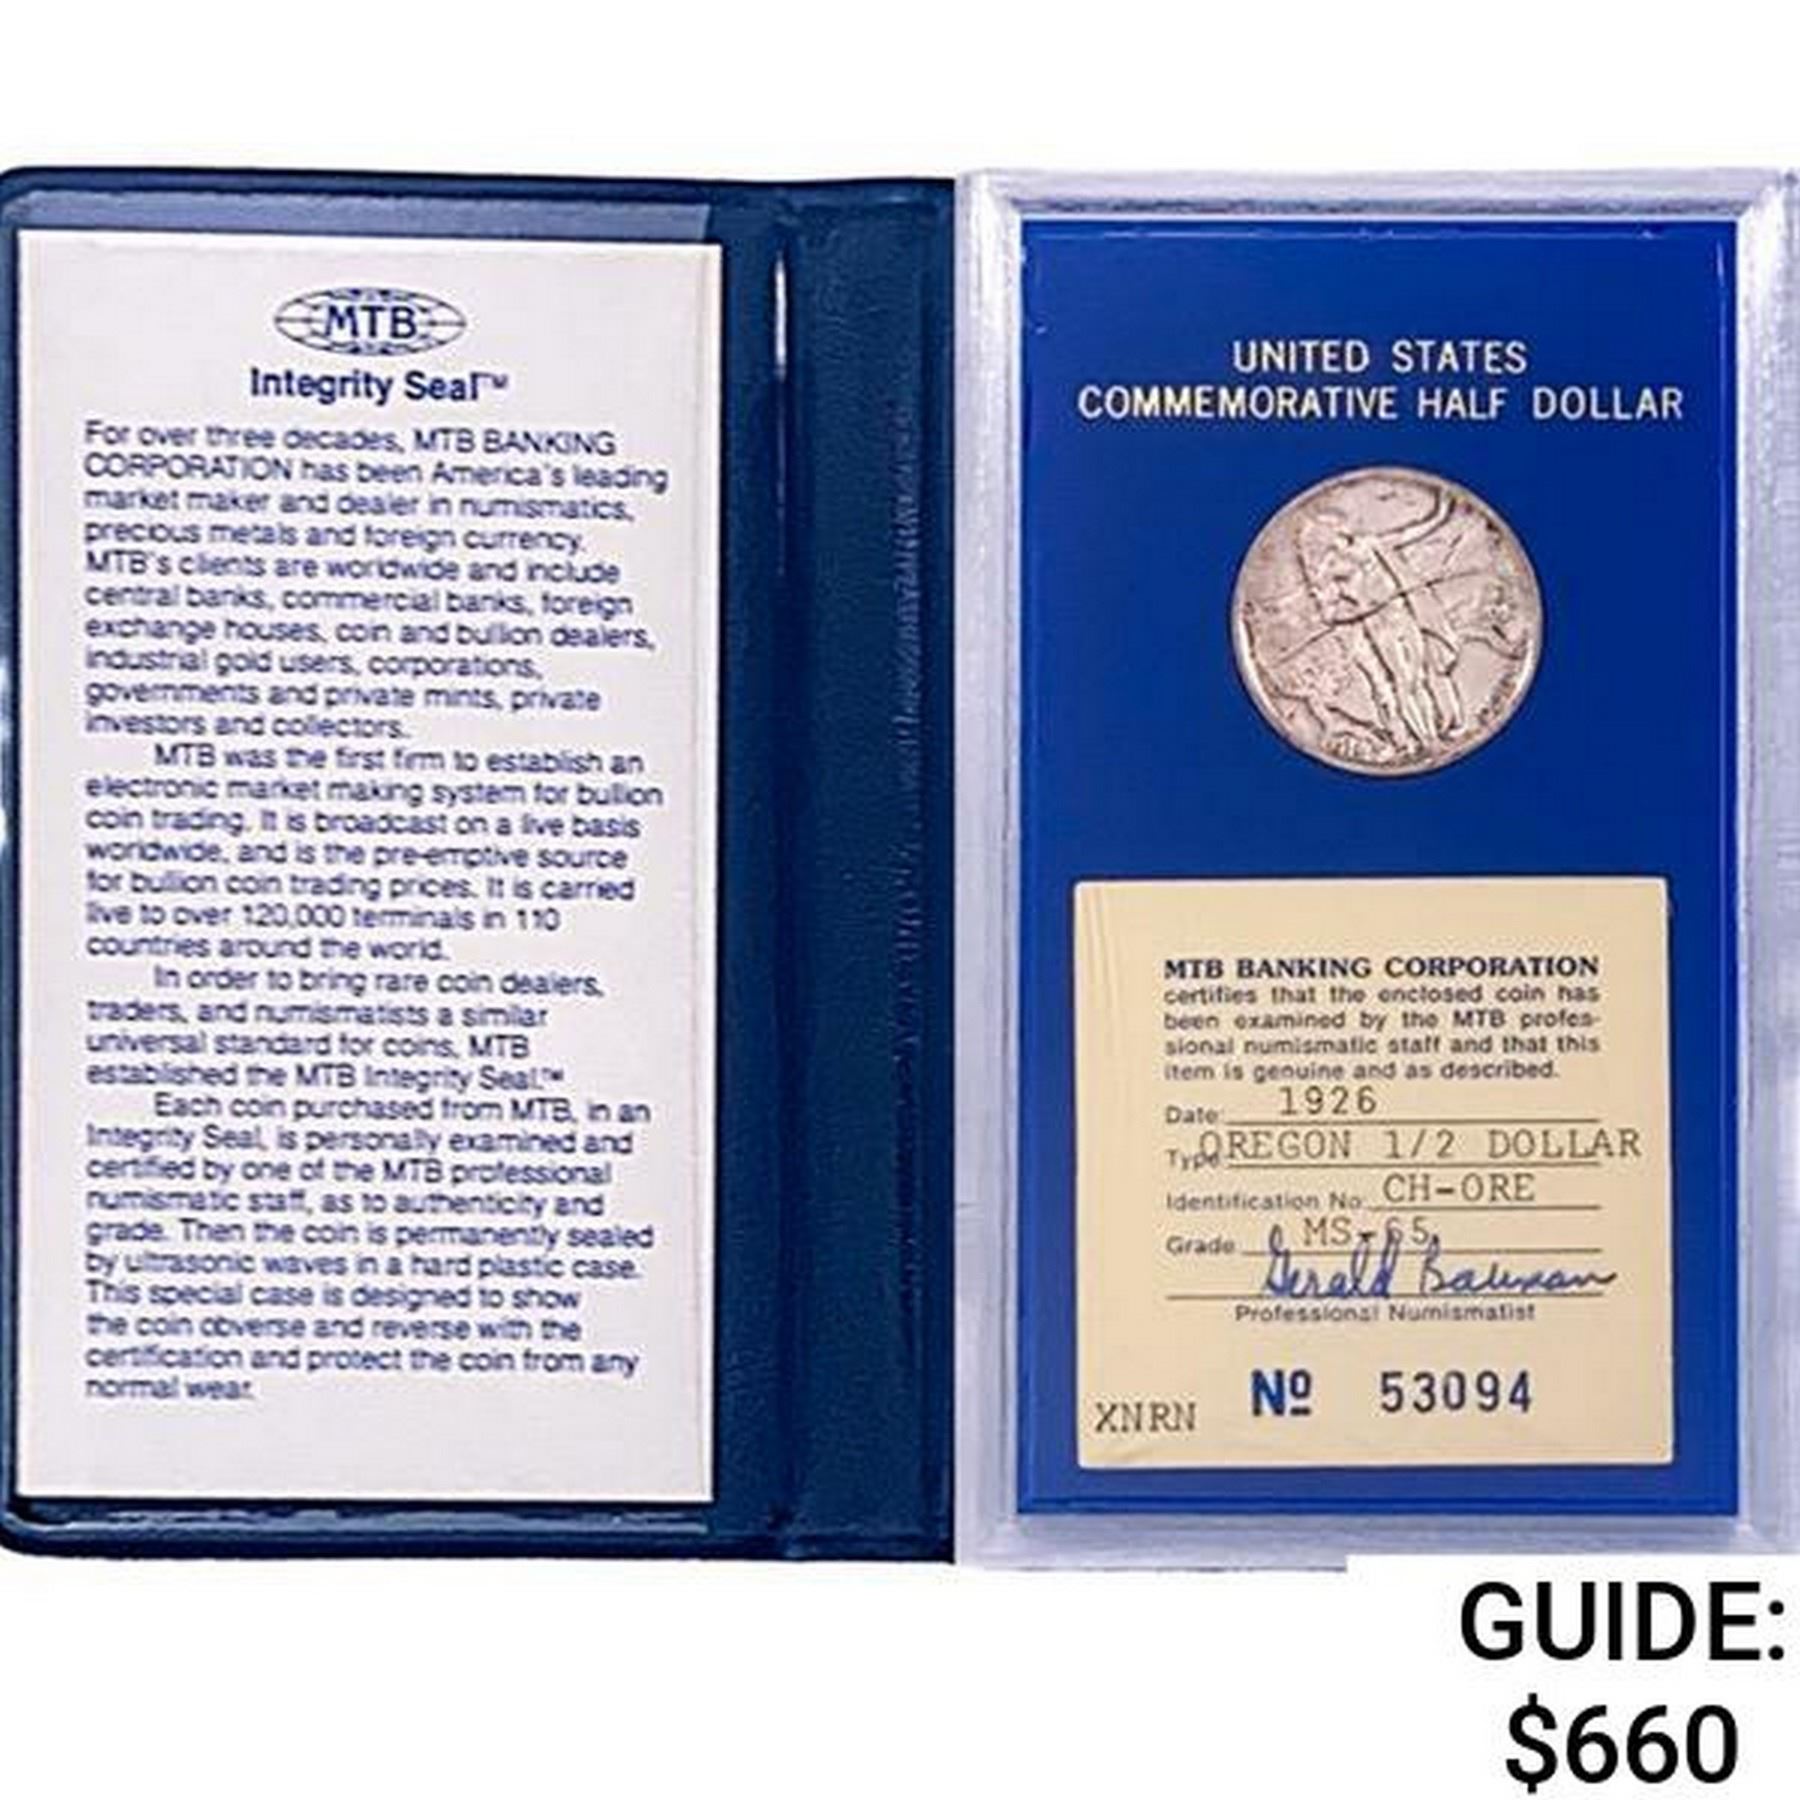 MTB
Integrity Seal™
For over three decades, MTB BANKING
CORPORATION has been America's leading
market maker and dealer in numismatics,
precious metals and foreign currency.
MTB's clients are worldwide and include
central banks, commercial banks, foreign
exchange houses, coin and bullion dealers,
industrial gold users, corporations,
governments and private mints, private
investors and collectors.
MTB was the first firm to establish an
electronic market making system for bullion
coin trading. It is broadcast on a live basis
worldwide, and is the pre-emptive source
for bullion coin trading prices. It is carried
live to over 120,000 terminals in 110
countries around the world.
In order to bring rare coin dealers,
traders, and numismatists a similar
universal standard for coins, MTB
established the MTB Integrity Seal.™
Each coin purchased from MTB, in an
Integrity Seal, is personally examined and
certified by one of the MTB professional
numismatic staff, as to authenticity and
grade. Then the coin is permanently sealed
by ultrasonic waves in a hard plastic case.
This special case is designed to show
the coin obverse and reverse with the
certification and protect the coin from any
normal wear.
UNITED STATES
COMMEMORATIVE HALF DOLLAR
MTB BANKING CORPORATION
certifies that the enclosed coin has
been examined by the MTB profes-
sional numismatic staff and that this
item is genuine and as described.
Date 1926
Type OREGON 1/2 DOLLAR
Identification No. CH-ORE
Grade MS-65
Gerald Bauman
Professional Numismatist
XNRN Nº 53094
GUIDE:
$660